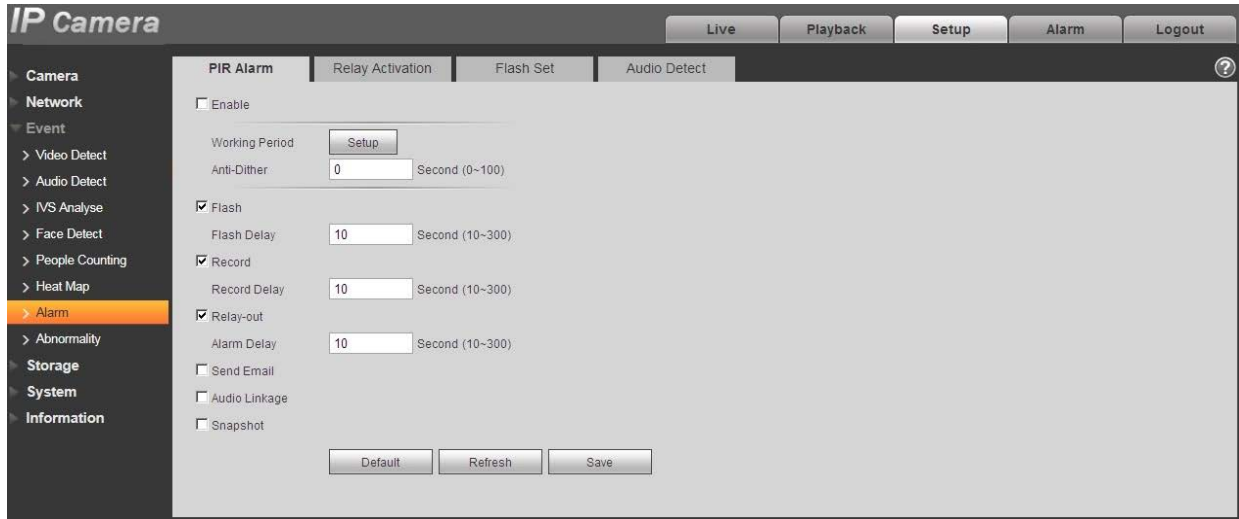 IP Camera
Live Playback Setup Alarm Logout
Camera
Network
Event
Video Detect
Audio Detect
IVS Analyse
Face Detect
People Counting
Heat Map
Alarm
Abnormality
Storage
System
Information
PIR Alarm Relay Activation Flash Set Audio Detect
?
Enable
Working Period Setup
Anti-Dither 0 Second (0~100)
Flash
Flash Delay 10 Second (10~300)
Record
Record Delay 10 Second (10~300)
Relay-out
Alarm Delay 10 Second (10~300)
Send Email
Audio Linkage
Snapshot
Default Refresh Save